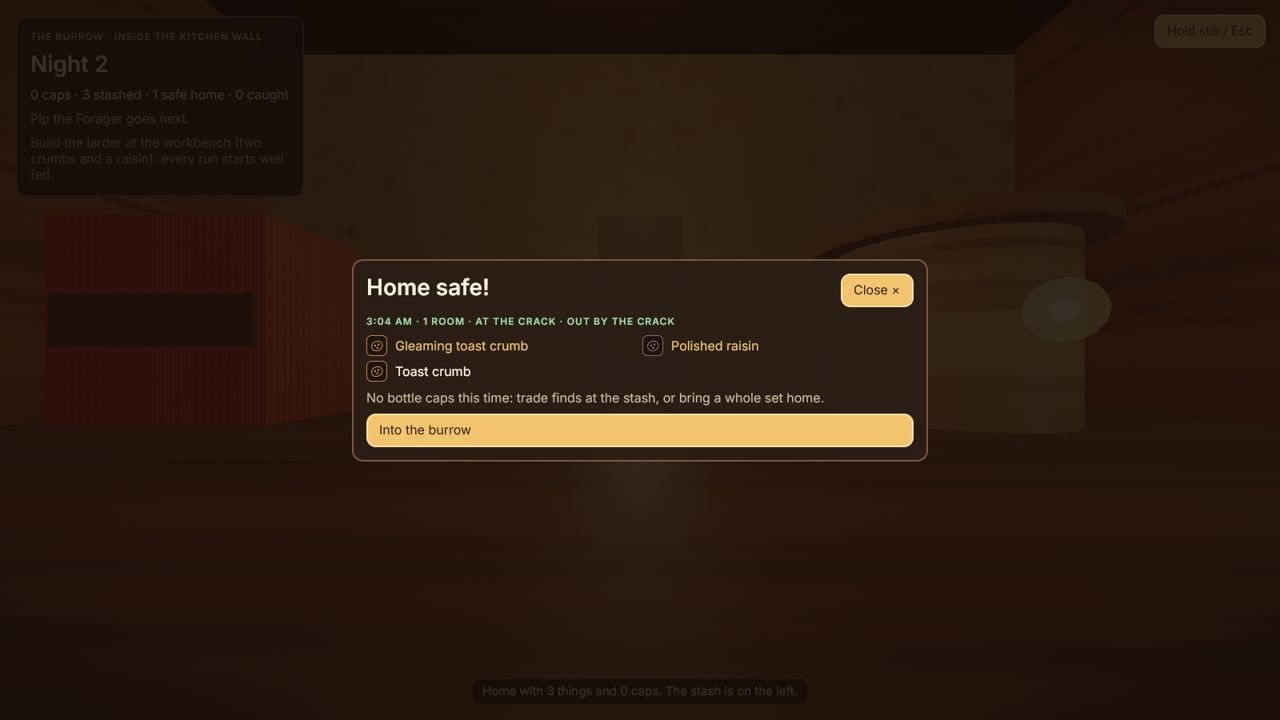 THE BURROW · INSIDE THE KITCHEN WALL
Night 2
0 caps · 3 stashed · 1 safe home · 0 caught
Pip the Forager goes next.
Build the larder at the workbench (two
crumbs and a raisin): every run starts well
fed.
Hold still / Esc
Home safe!
Close ×
3:04 AM · 1 ROOM · AT THE CRACK · OUT BY THE CRACK
Gleaming toast crumb
Polished raisin
Toast crumb
No bottle caps this time: trade finds at the stash, or bring a whole set home.
Into the burrow
Home with 3 things and 0 caps. The stash is on the left.